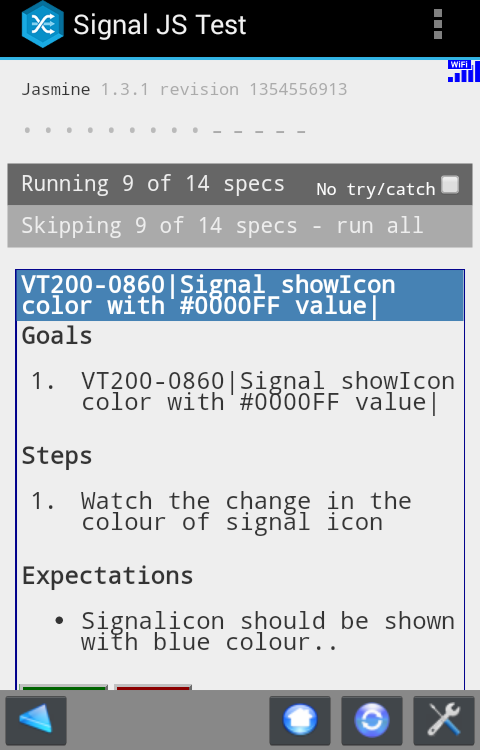 Signal JS Test
WiFi
Jasmine 1.3.1 revision 1354556913
Running 9 of 14 specs No try/catch
Skipping 9 of 14 specs - run all
VT200-0860|Signal showIcon
color with #0000FF value|
Goals
1. VT200-0860|Signal showIcon
color with #0000FF value|
Steps
1. Watch the change in the
colour of signal icon
Expectations
• Signalicon should be shown
with blue colour..